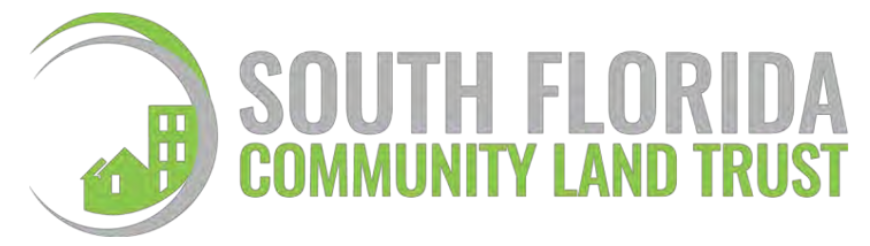 SOUTH FLORIDA
COMMUNITY LAND TRUST